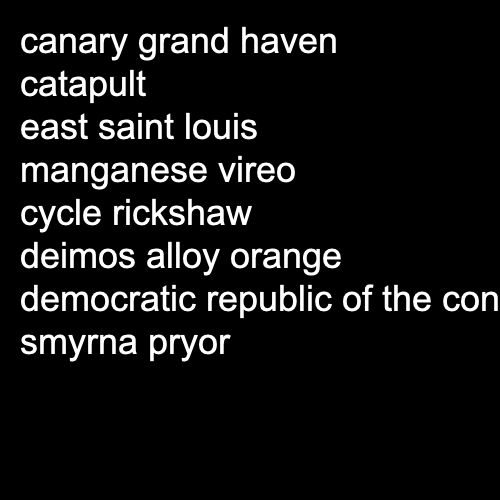 canary grand haven
catapult
east saint louis
manganese vireo
cycle rickshaw
deimos alloy orange
democratic republic of the con
smyrna pryor